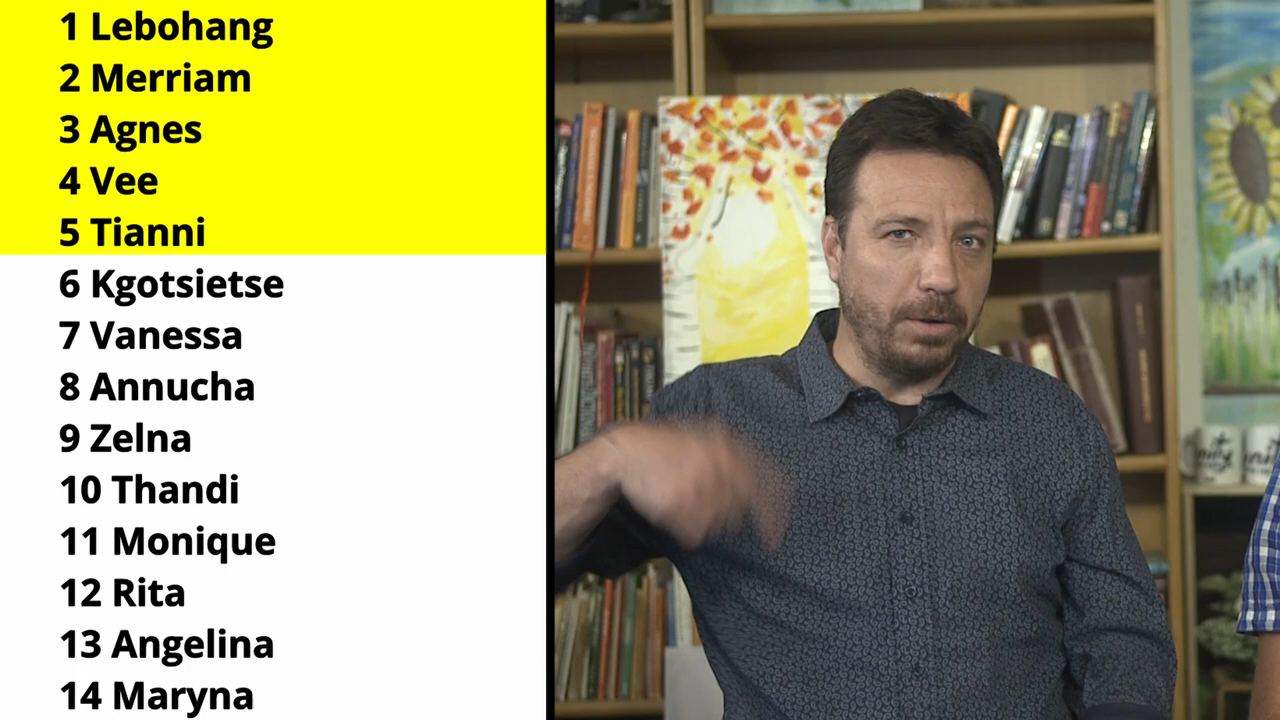 1 Lebohang
2 Merriam
3 Agnes
4 Vee
5 Tianni
6 Kgotsietse
7 Vanessa
8 Annucha
9 Zelna
10 Thandi
11 Monique
12 Rita
13 Angelina
14 Maryna